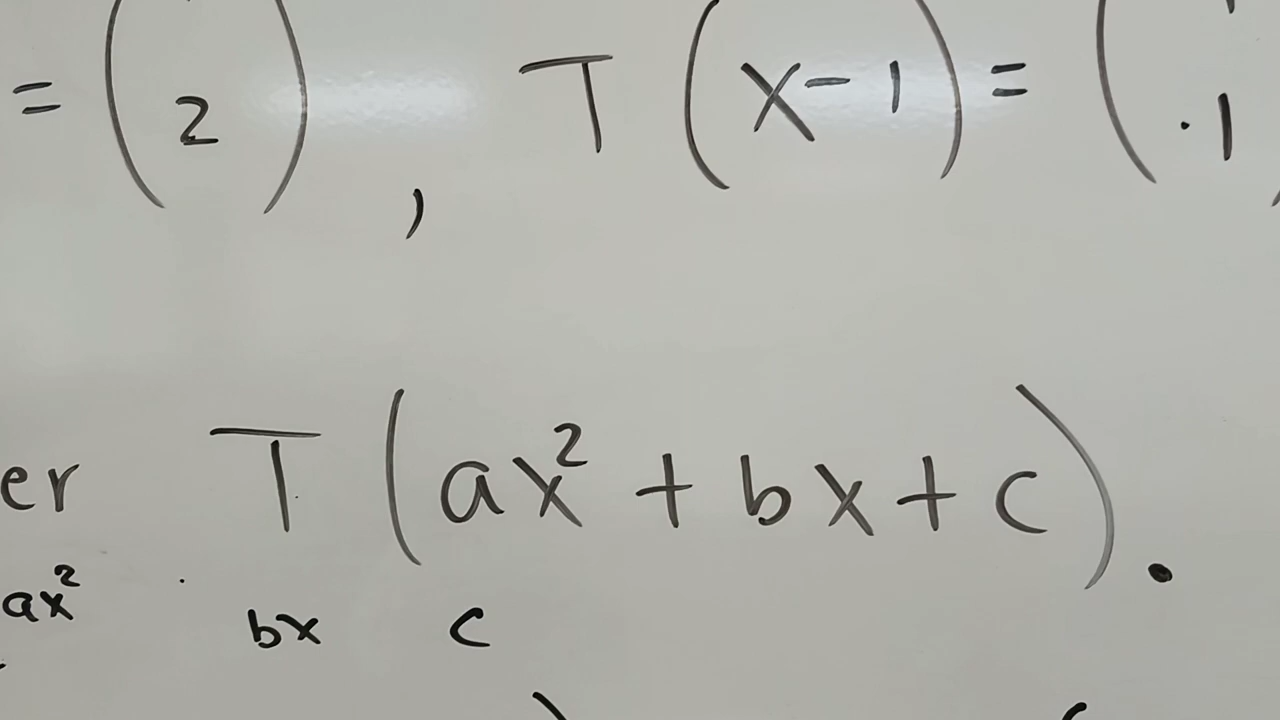 = ( 2 ) , T ( x - 1 ) = ( 1
er T ( ax² + bx + c ) .
ax² bx c